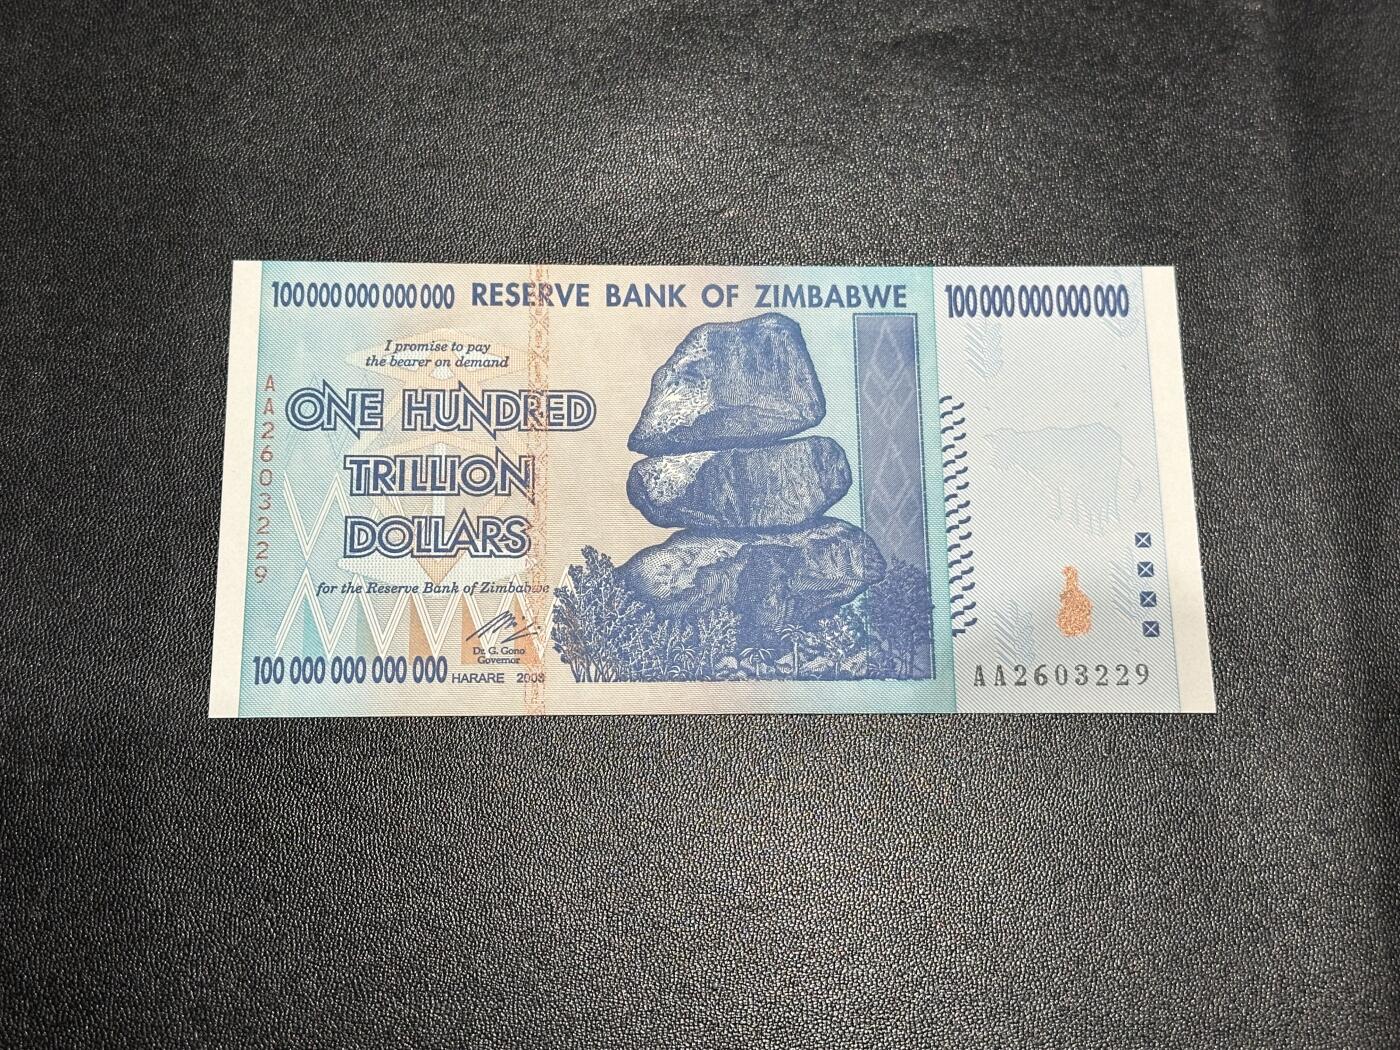 100 000 000 000 000 RESERVE BANK OF ZIMBABWE 100 000 000 000 000
I promise to pay
the bearer on demand
ONE HUNDRED
TRILLION
DOLLARS
for the Reserve Bank of Zimbabwe
Dr. G. Gono
Governor
100 000 000 000 000 HARARE 2008
AA2603229
AA2603229